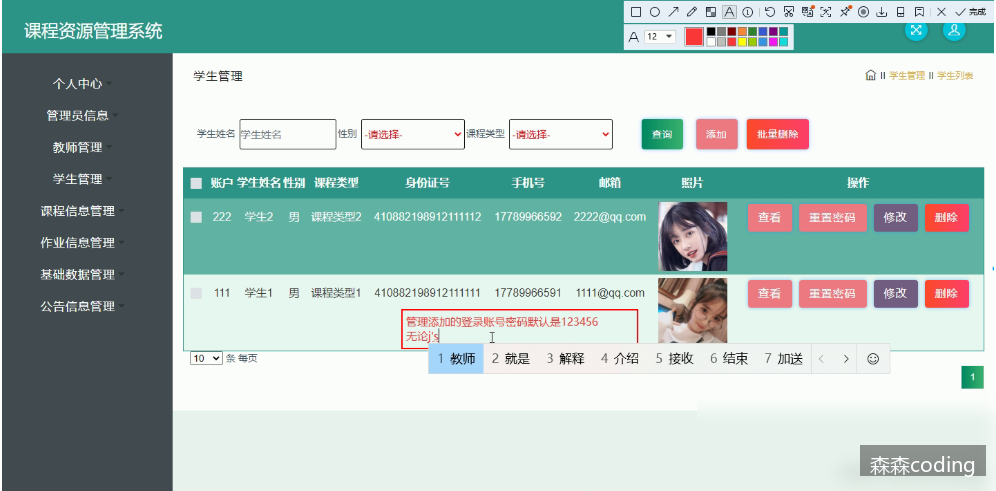 12
完成
课程资源管理系统
个人中心
管理员信息
教师管理
学生管理
课程信息管理
作业信息管理
基础数据管理
公告信息管理
学生管理
学生管理 学生列表
学生姓名 学生姓名 性别 -请选择- 课程类型 -请选择- 查询 添加 批量删除
账户 学生姓名 性别 课程类型 身份证号 手机号 邮箱 照片 操作
222 学生2 男 课程类型2 410882198912111112 17789966592 2222@qq.com 查看 重置密码 修改 删除
111 学生1 男 课程类型1 410882198912111111 17789966591 1111@qq.com 查看 重置密码 修改 删除
管理添加的登录账号密码默认是123456
无论j's
1 教师 2 就是 3 解释 4 介绍 5 接收 6 结束 7 加送
10 条 每页
1
森森coding